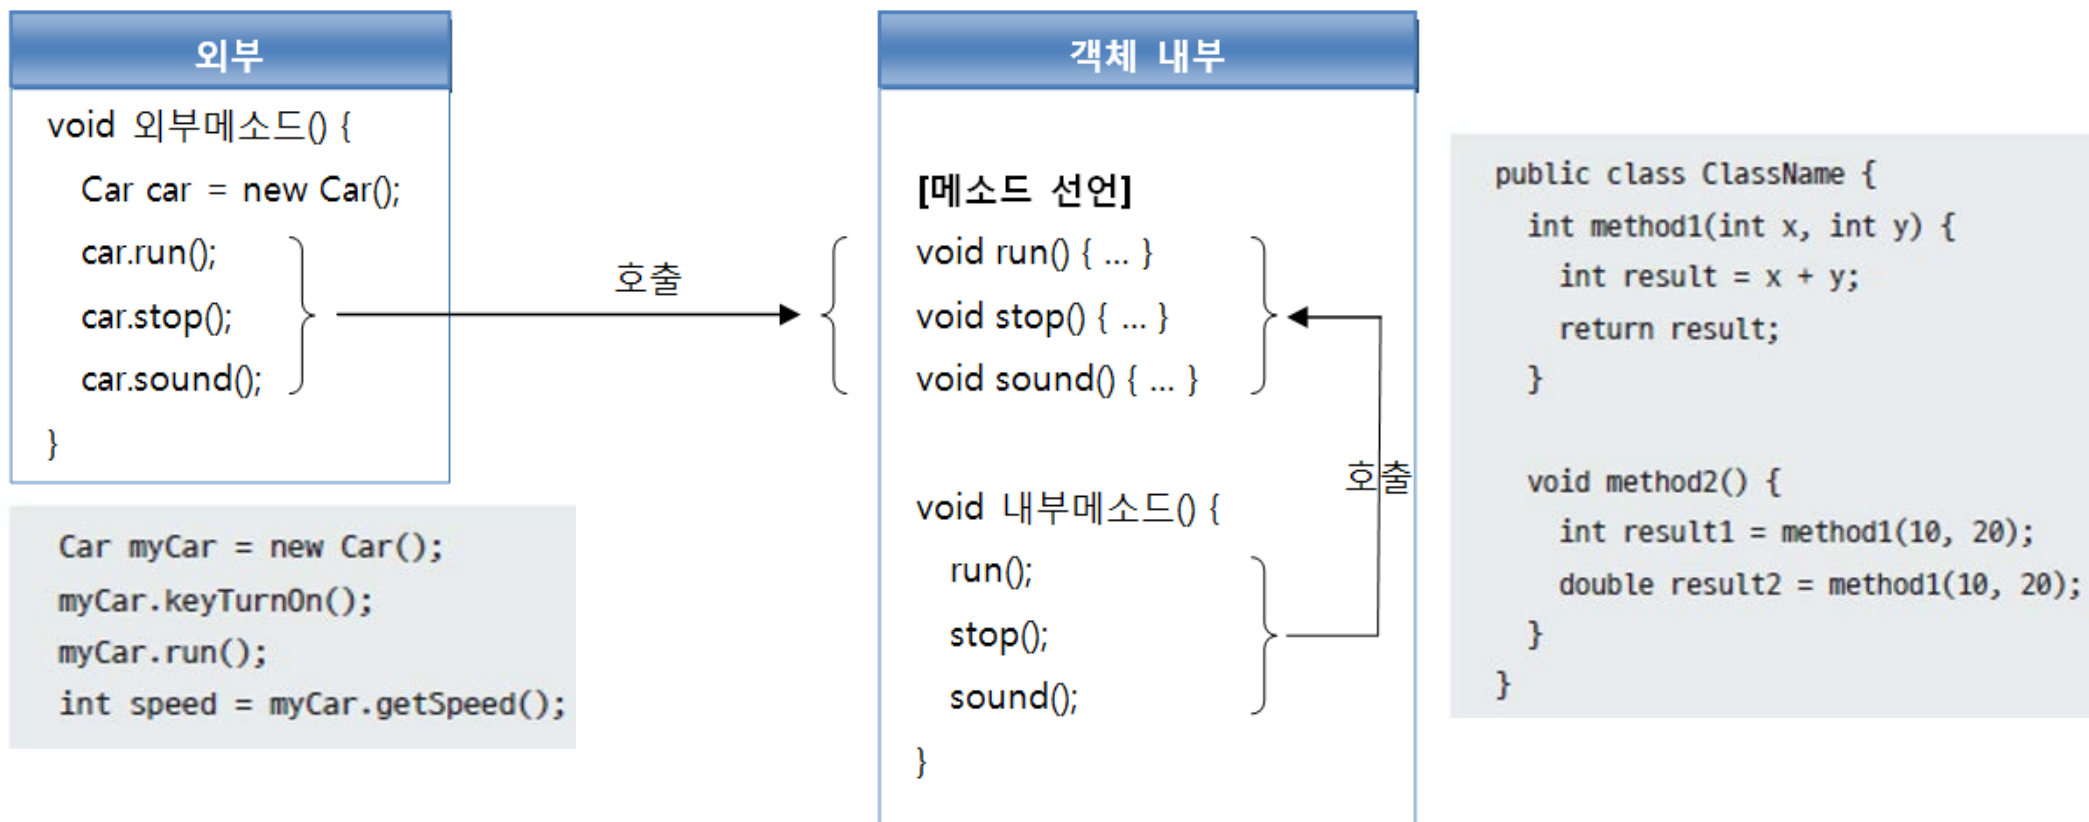 외부
void 외부메소드() {
Car car = new Car();
car.run();
car.stop();
car.sound();
}
Car myCar = new Car();
myCar.keyTurnOn();
myCar.run();
int speed = myCar.getSpeed();
호출
객체 내부
[메소드 선언]
void run() { ... }
void stop() { ... }
void sound() { ... }
void 내부메소드() {
run();
stop();
sound();
}
호출
public class ClassName {
int method1(int x, int y) {
int result = x + y;
return result;
}
void method2() {
int result1 = method1(10, 20);
double result2 = method1(10, 20);
}
}